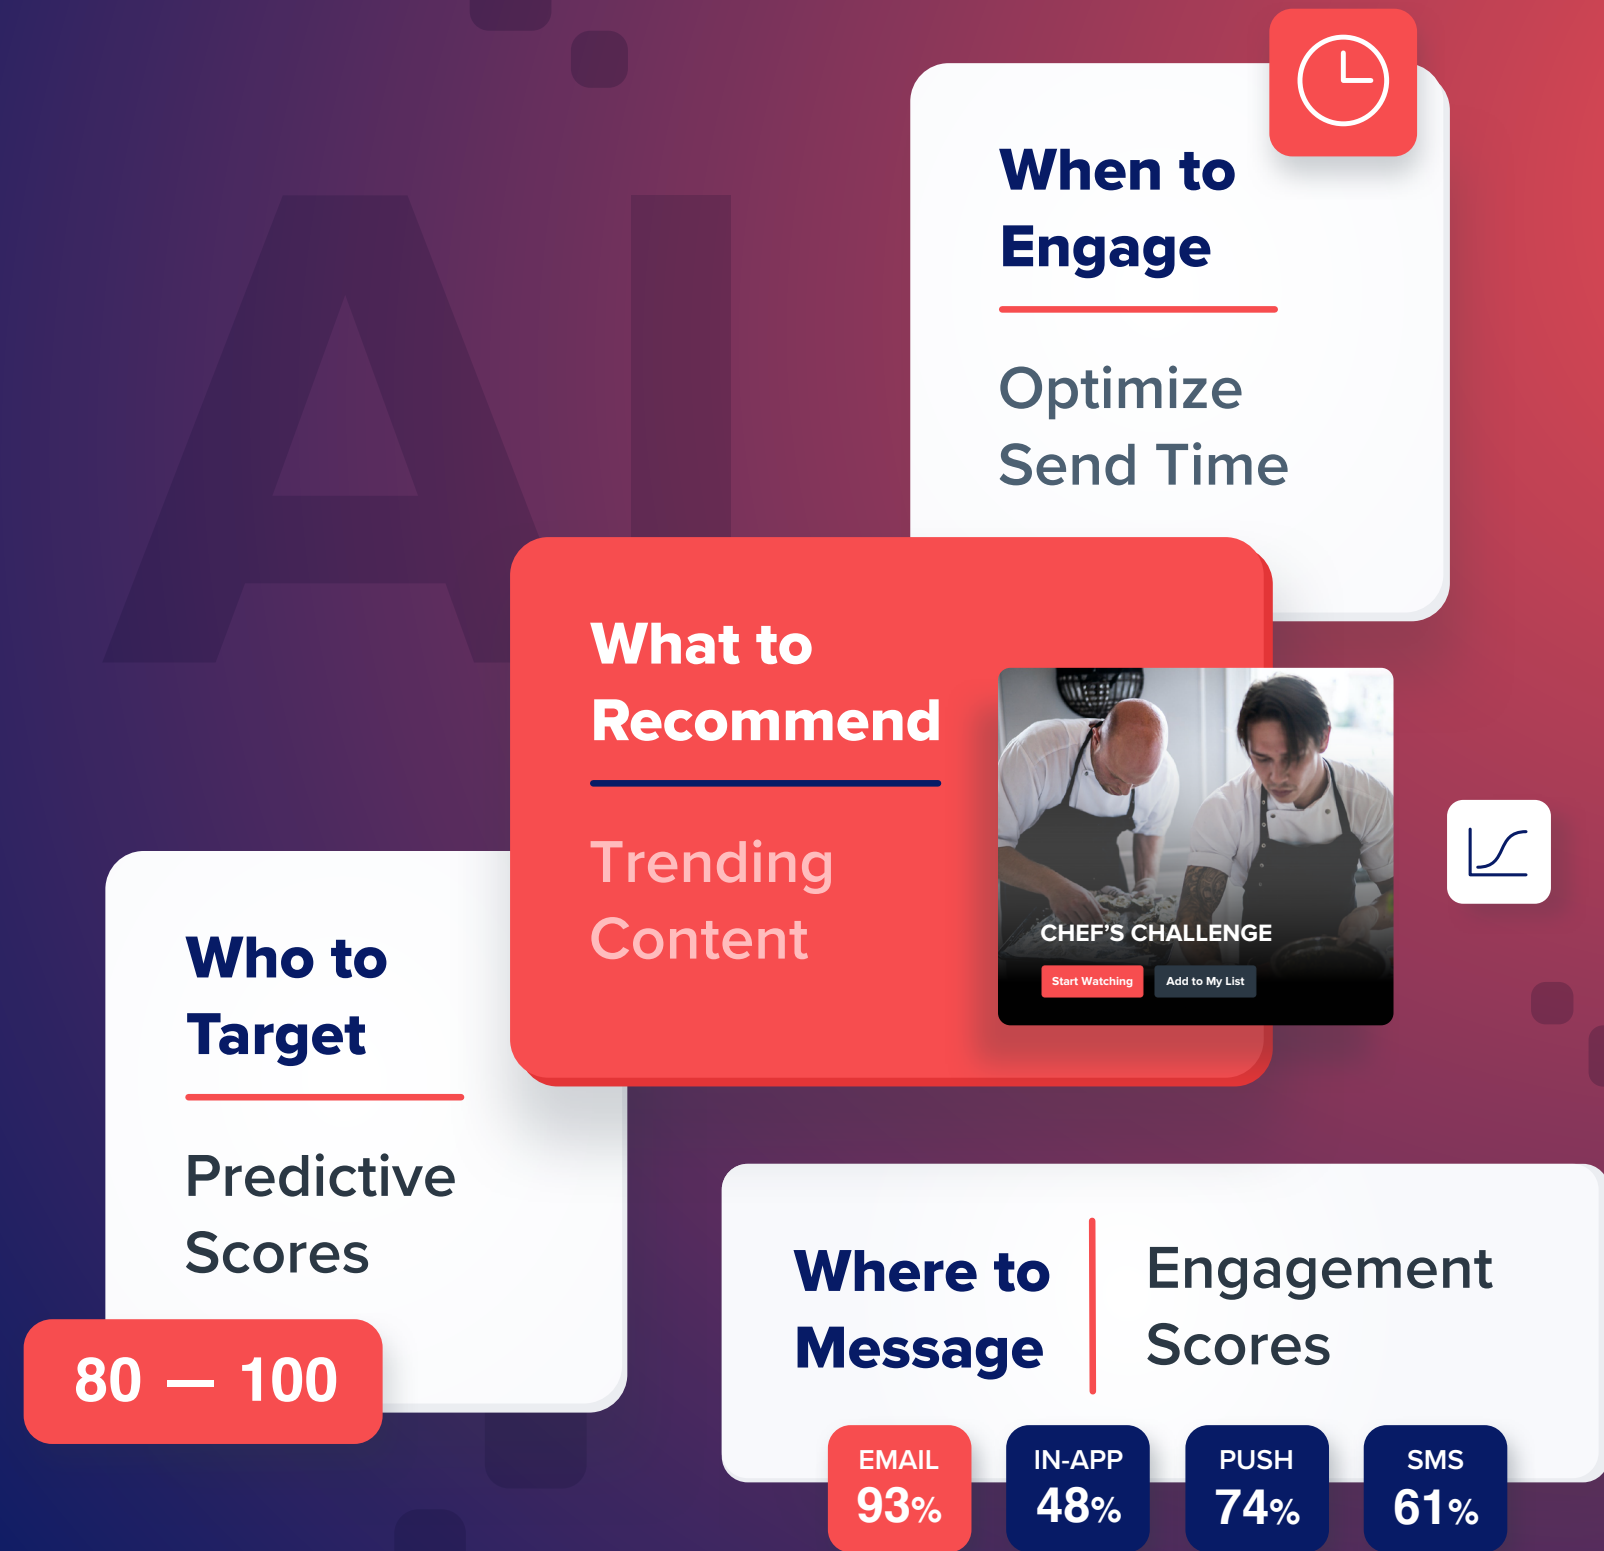 AI
When to
Engage
Optimize
Send Time
What to
Recommend
Trending
Content
CHEF'S CHALLENGE
Start Watching
Add to My List
Who to
Target
Predictive
Scores
80 — 100
Where to
Message
Engagement
Scores
EMAIL
93%
IN-APP
48%
PUSH
74%
SMS
61%